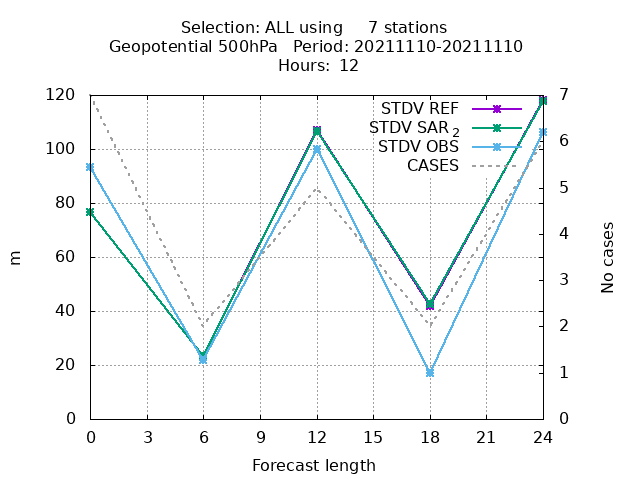 Selection: ALL using     7 stations
Geopotential 500hPa   Period: 20211110-20211110
Hours:  12
STDV REF
STDV SAR 2
STDV OBS
CASES
120
100
80
60
40
20
0
m
7
6
5
4
3
2
1
0
No cases
0 3 6 9 12 15 18 21 24
Forecast length